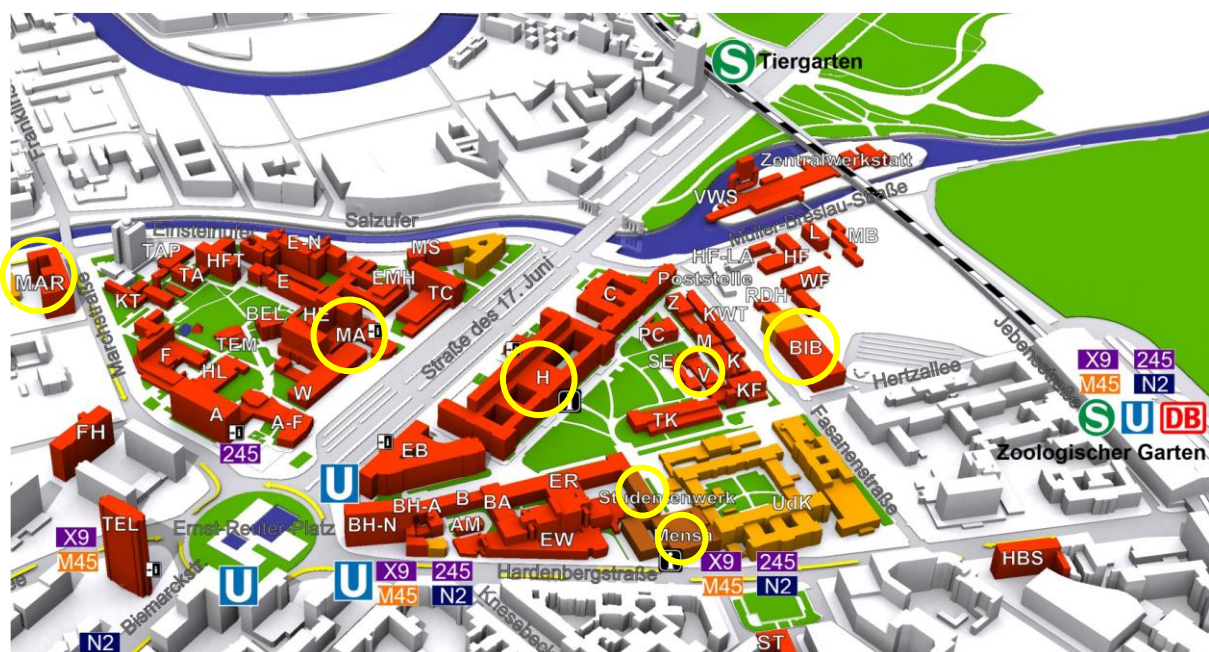 S Tiergarten
Franklin
Zentralwerkstatt
VWS
Müller-Breslau-Straße
Salzufer
Einsteinufer
MAR
Marchstraße
TAP
TA
KT
HFT
E-N
E
EMH
MS
TC
BEL
HE
MA
TEM
F
HL
W
A
A-F
FH
245
Straße des 17. Juni
HF-LA
HF
L
MB
WF
RDH
BIB
Poststelle
C
Z
KWT
PC
M
SE
V
K
KF
H
TK
EB
Hertzallee
Jebensstraße
X9 245
M45 N2
S U DB
Zoologischer Garten
Fasanenstraße
U
TEL
X9
M45
Ernst-Reuter-Platz
U
Bismarckstr.
N2
BH-N
BH-A
B
BA
ER
AM
EW
Studentenwerk
Mensa
UdK
U
X9 245
M45 N2
Hardenbergstraße
X9 245
M45 N2
HBS
ST